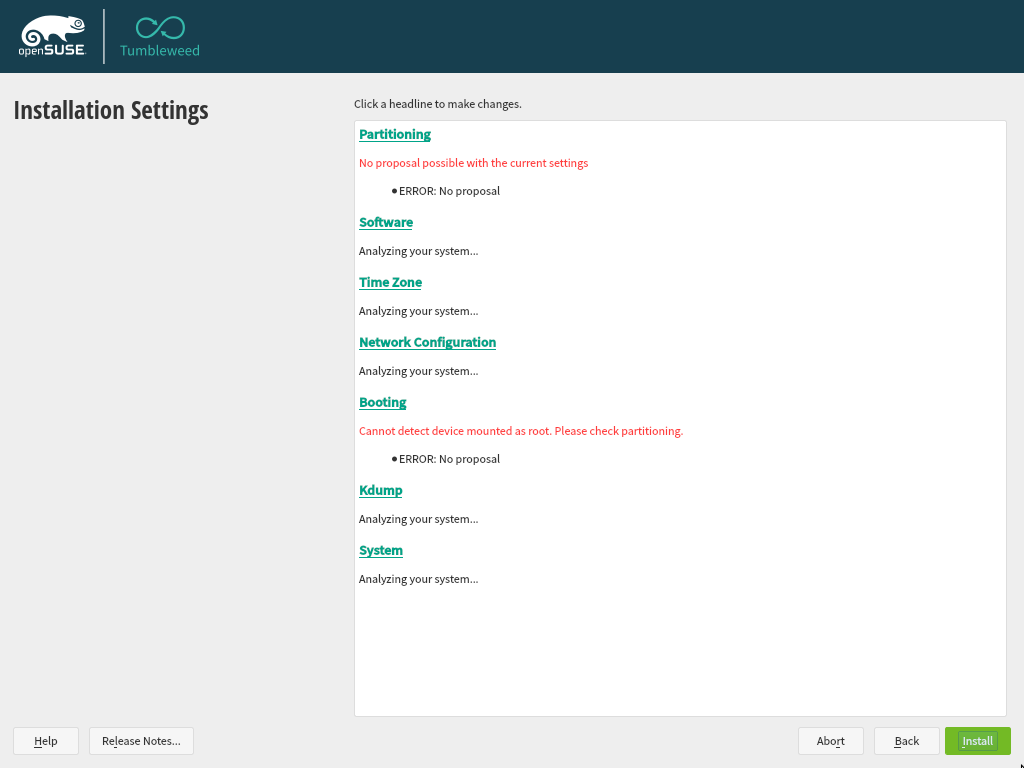 openSUSE.
Tumbleweed
Installation Settings
Click a headline to make changes.
Partitioning
No proposal possible with the current settings
•ERROR: No proposal
Software
Analyzing your system...
Time Zone
Analyzing your system...
Network Configuration
Analyzing your system...
Booting
Cannot detect device mounted as root. Please check partitioning.
•ERROR: No proposal
Kdump
Analyzing your system...
System
Analyzing your system...
Help
Release Notes...
Abort
Back
Install